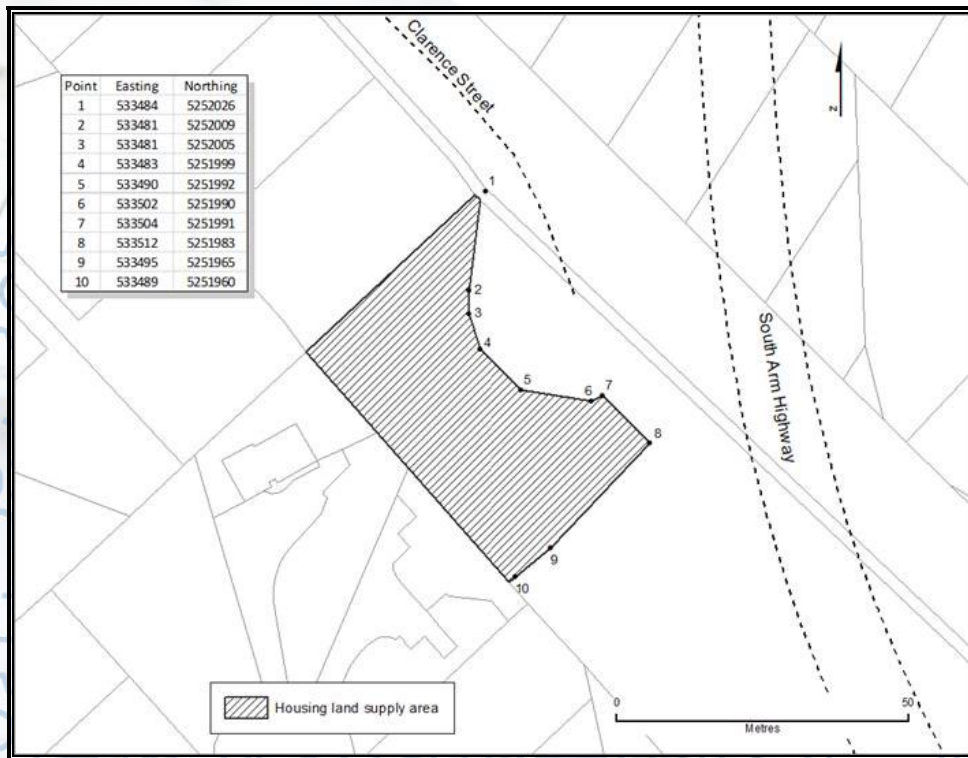 Clarence Street
Point Easting Northing
1 533484 5252026
2 533481 5252009
3 533481 5252005
4 533483 5251999
5 533490 5251992
6 533502 5251990
7 533504 5251991
8 533512 5251983
9 533495 5251965
10 533489 5251960
z
1
2
3
4
5
6 7
8
9
10
South Arm Highway
Housing land supply area
0 50
Metres